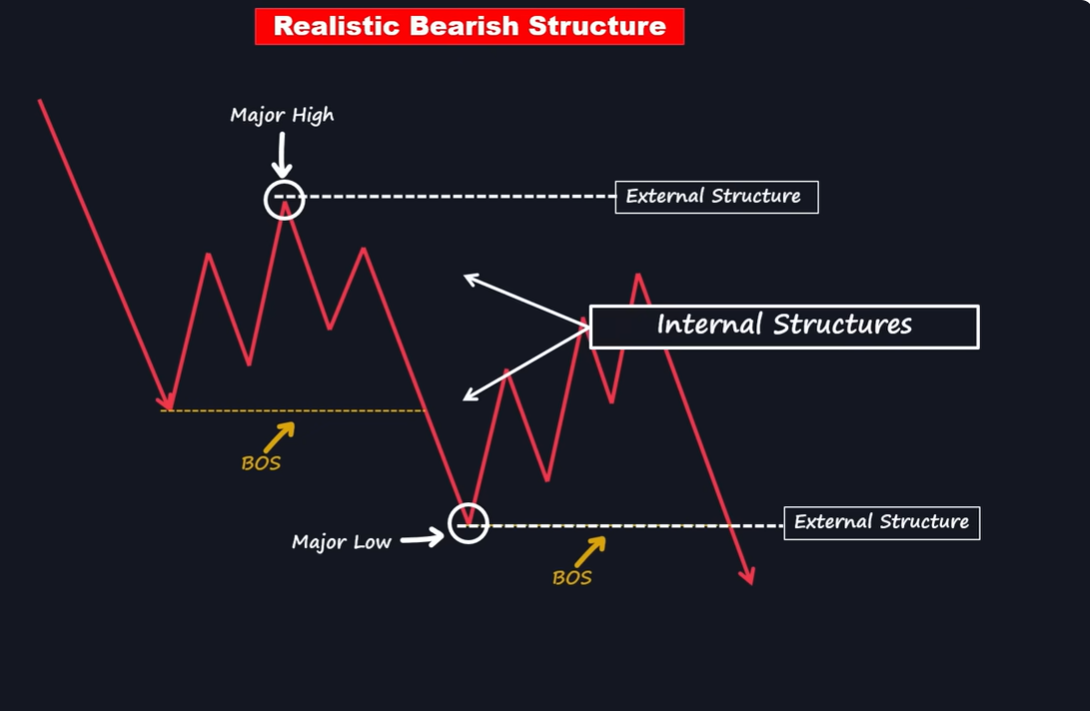 Realistic Bearish Structure
Major High
External Structure
Internal Structures
BOS
External Structure
Major Low
BOS